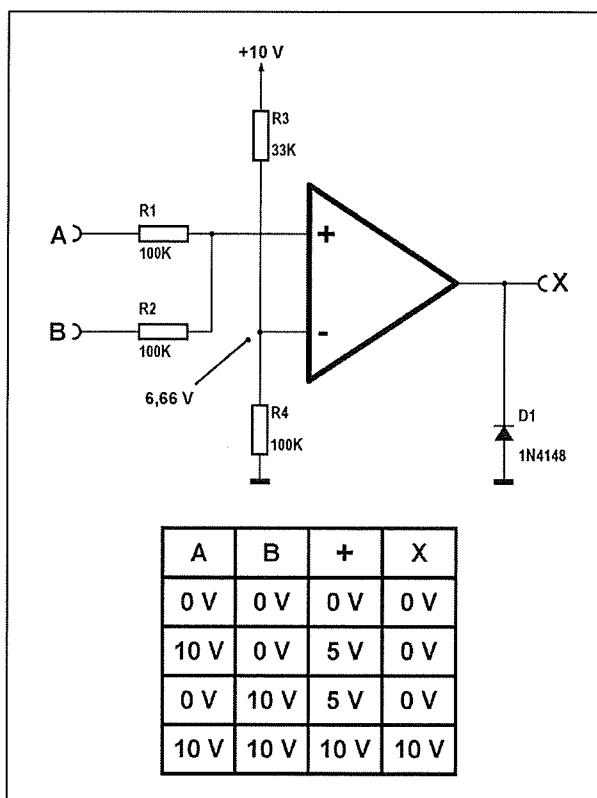 +10 V
R3
33K
R1
A
100K
+
X
R2
B
100K
-
6,66 V
R4
100K
D1
1N4148
A B + X
0 V 0 V 0 V 0 V
10 V 0 V 5 V 0 V
0 V 10 V 5 V 0 V
10 V 10 V 10 V 10 V